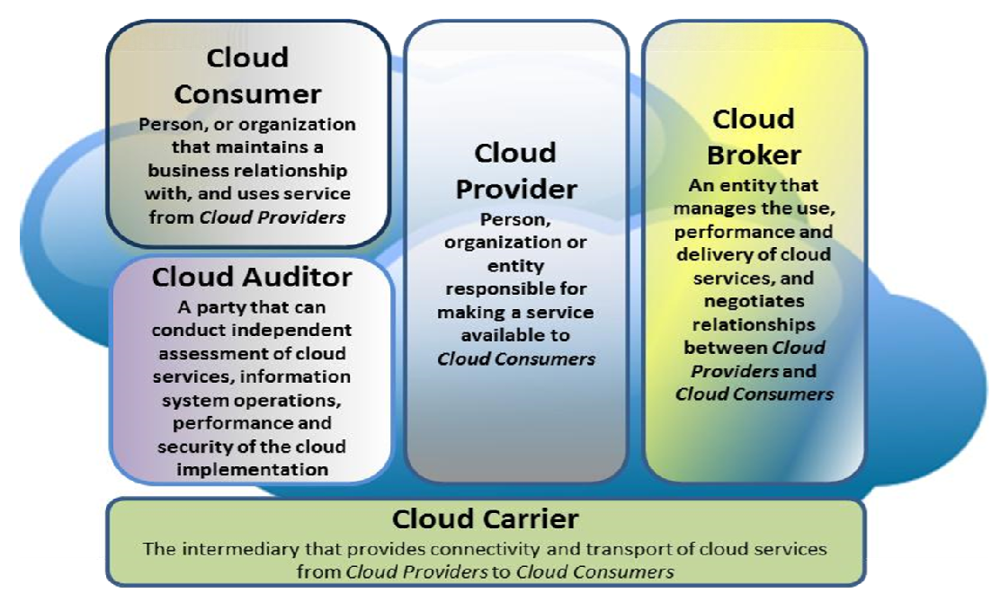 Cloud
Consumer
Person, or organization
that maintains a
business relationship
with, and uses service
from Cloud Providers
Cloud Auditor
A party that can
conduct independent
assessment of cloud
services, information
system operations,
performance and
security of the cloud
implementation
Cloud
Provider
Person,
organization or
entity
responsible for
making a service
available to
Cloud Consumers
Cloud
Broker
An entity that
manages the use,
performance and
delivery of cloud
services, and
negotiates
relationships
between Cloud
Providers and
Cloud Consumers
Cloud Carrier
The intermediary that provides connectivity and transport of cloud services
from Cloud Providers to Cloud Consumers